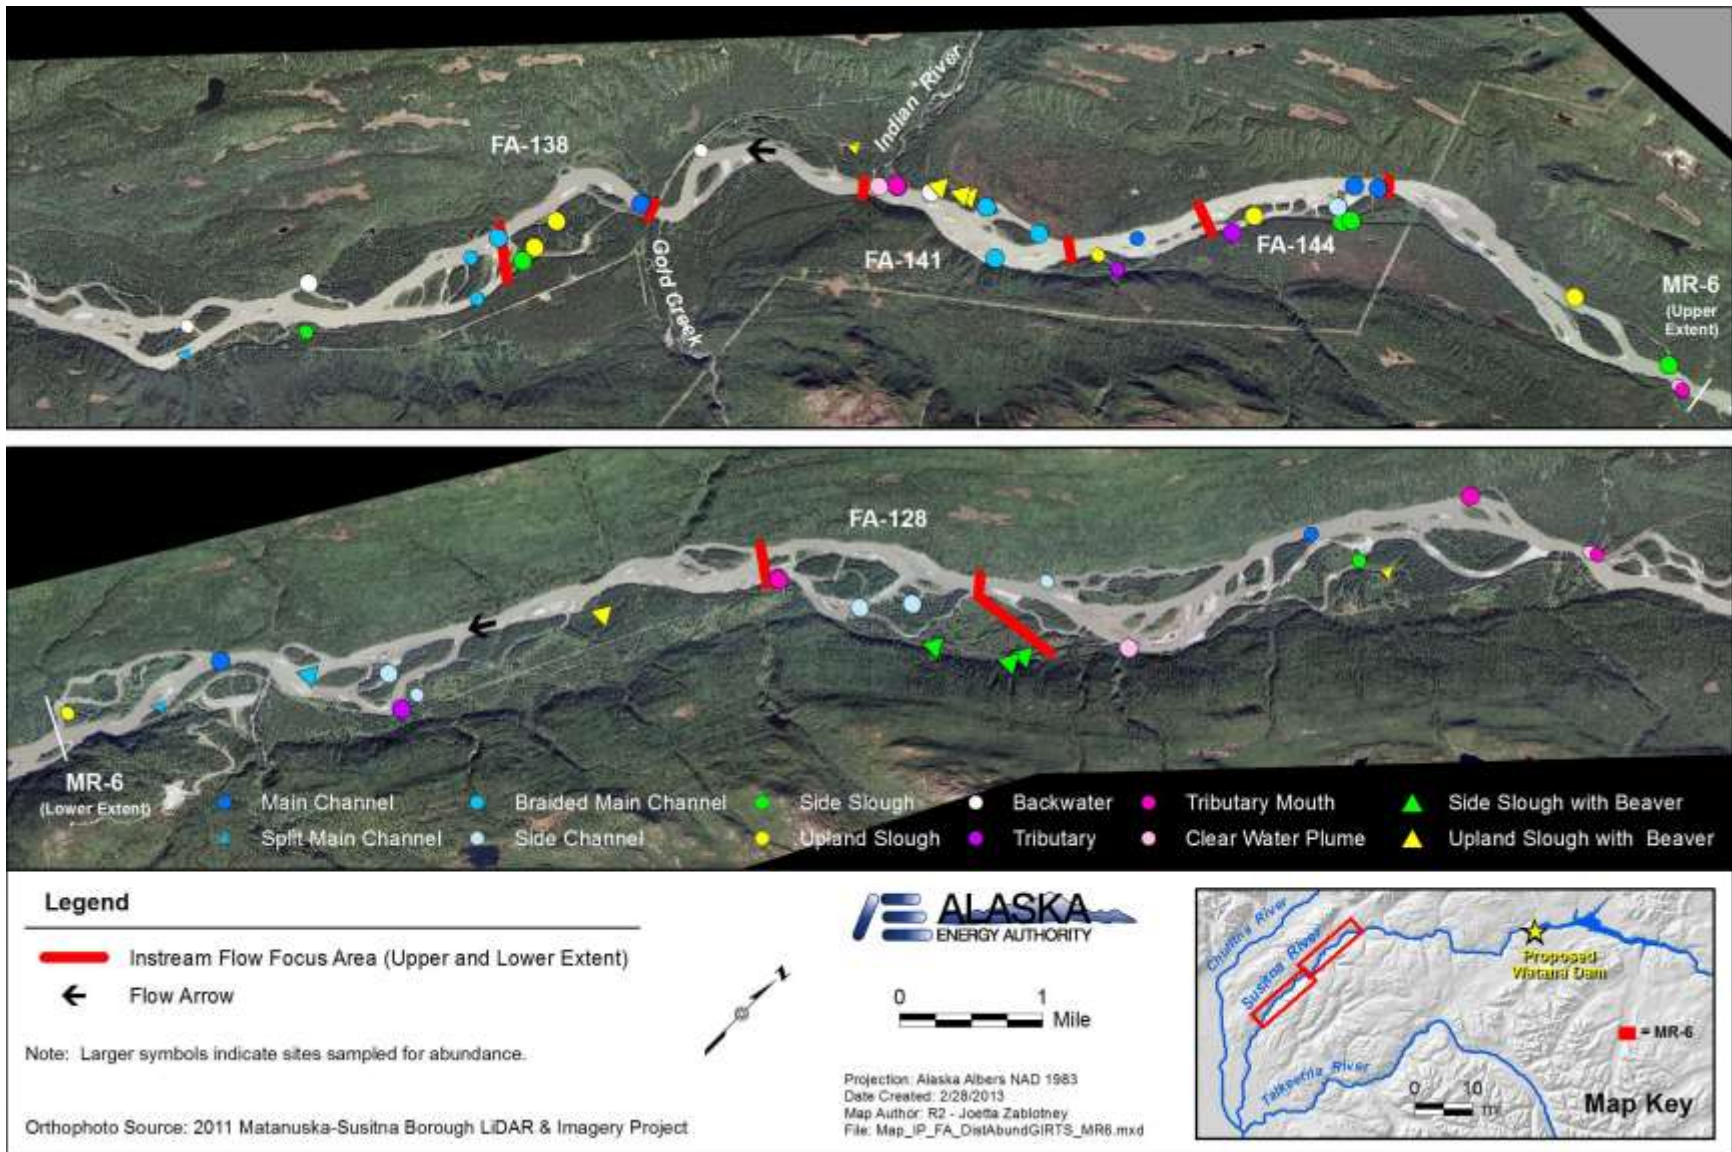 FA-138
Indian River
Gold Creek
FA-141
FA-144
MR-6
(Upper
Extent)
FA-128
MR-6
(Lower Extent)
Main Channel
Braided Main Channel
Side Slough
Backwater
Tributary Mouth
Side Slough with Beaver
Split Main Channel
Side Channel
Upland Slough
Tributary
Clear Water Plume
Upland Slough with Beaver
Legend
Instream Flow Focus Area (Upper and Lower Extent)
Flow Arrow
Note: Larger symbols indicate sites sampled for abundance.
Orthophoto Source: 2011 Matanuska-Susitna Borough LiDAR & Imagery Project
ALASKA
ENERGY AUTHORITY
N
0 1
Mile
Projection: Alaska Albers NAD 1983
Date Created: 2/28/2013
Map Author: R2 - Joetta Zablotney
File: Map_IP_FA_DistAbundGIRTS_MR6.mxd
Chulitna River
Susitna River
Proposed
Watana Dam
= MR-6
Talkeetna River
0 10
mi
Map Key